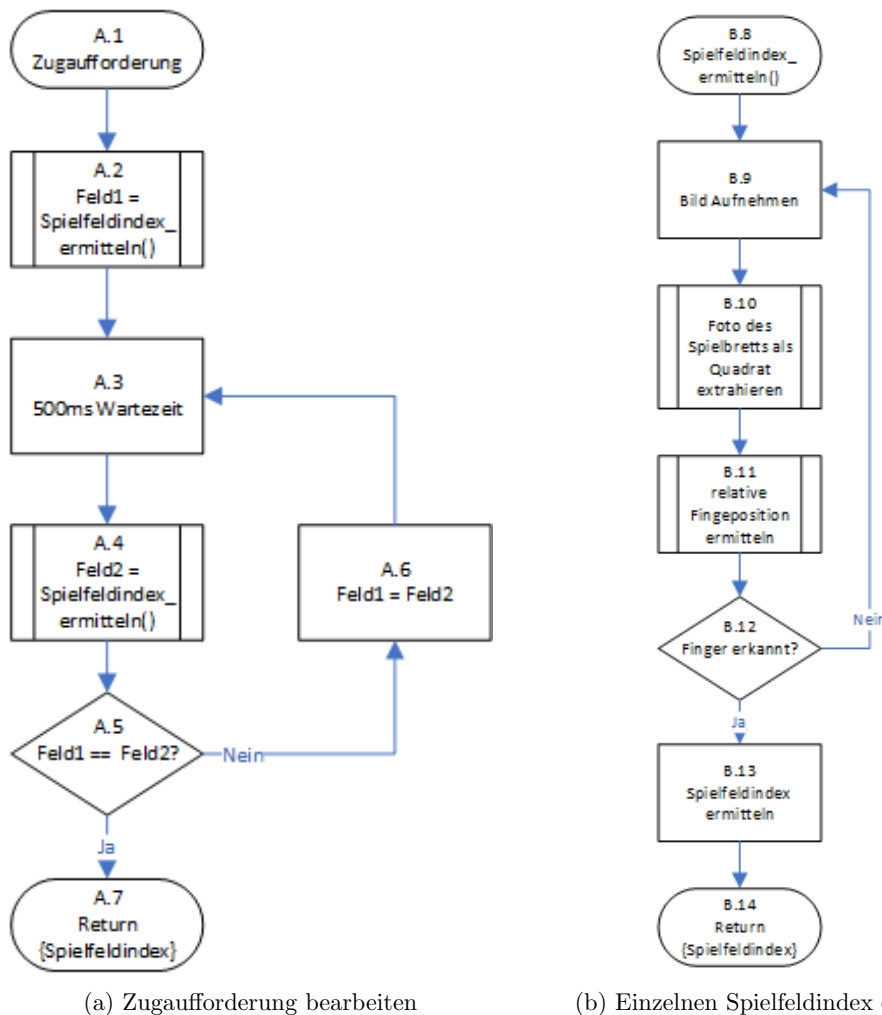 A.1
Zugaufforderung
A.2
Feld1 =
Spielfeldindex_
ermitteln()
A.3
500ms Wartezeit
A.4
Feld2 =
Spielfeldindex_
ermitteln()
A.6
Feld1 = Feld2
A.5
Feld1 == Feld2?
Nein
Ja
A.7
Return
{Spielfeldindex}
(a) Zugaufforderung bearbeiten
B.8
Spielfeldindex_
ermitteln()
B.9
Bild Aufnehmen
B.10
Foto des
Spielbretts als
Quadrat
extrahieren
B.11
relative
Fingeposition
ermitteln
B.12
Finger erkannt?
Nein
Ja
B.13
Spielfeldindex
ermitteln
B.14
Return
{Spielfeldindex}
(b) Einzelnen Spielfeldindex